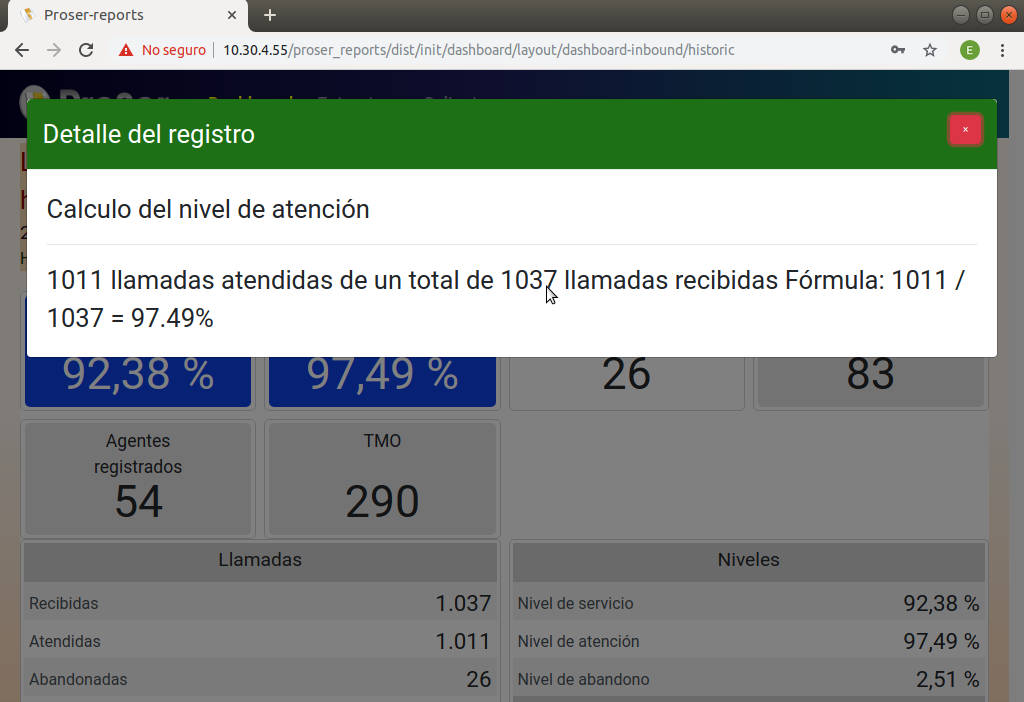 Proser-reports
No seguro
10.30.4.55/proser_reports/dist/init/dashboard/layout/dashboard-inbound/historic
E
Detalle del registro
×
Calculo del nivel de atención
1011 llamadas atendidas de un total de 1037 llamadas recibidas Fórmula: 1011 /
1037 = 97.49%
92,38 %
97,49 %
26
83
Agentes
registrados
54
TMO
290
Llamadas
Recibidas 1.037
Atendidas 1.011
Abandonadas 26
Niveles
Nivel de servicio 92,38 %
Nivel de atención 97,49 %
Nivel de abandono 2,51 %